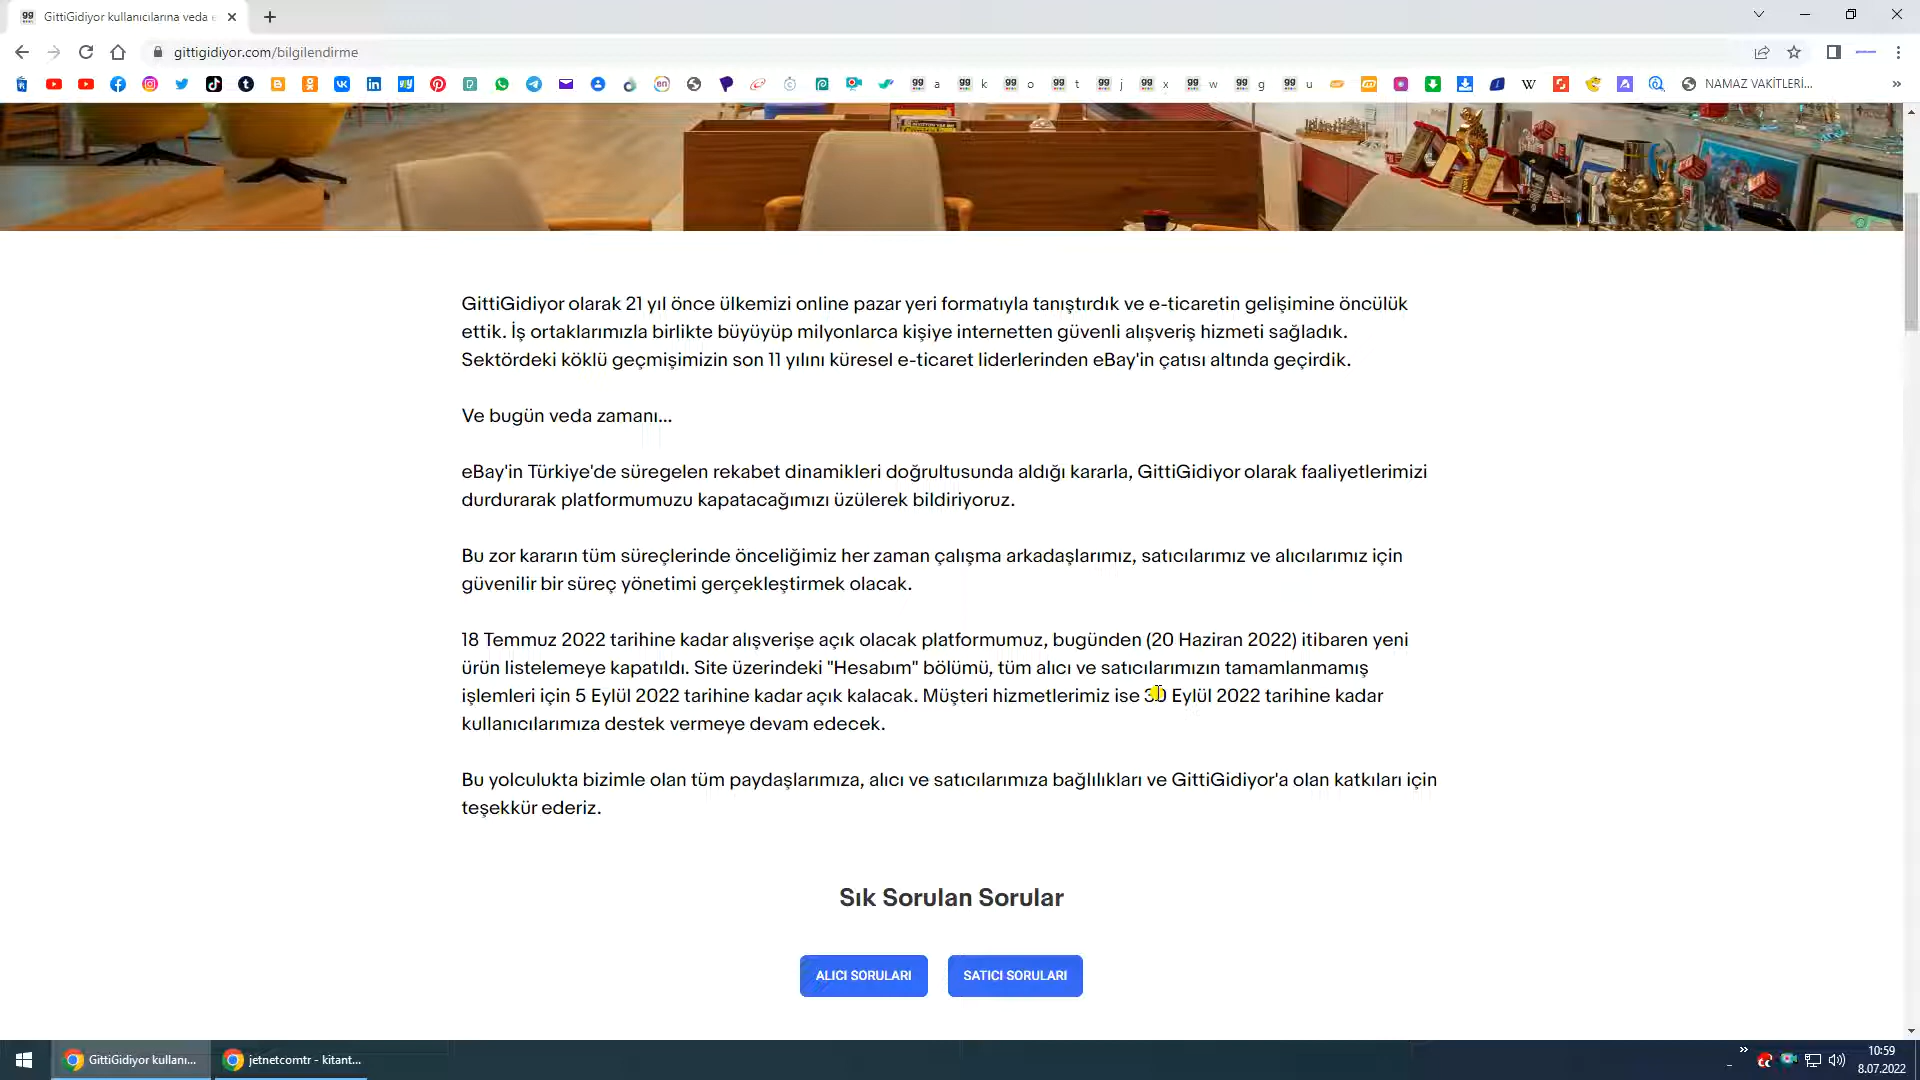 GittiGidiyor kullanıcılarına veda e
gittigidiyor.com/bilgilendirme
a
k
o
t
j
x
w
g
u
NAMAZ VAKİTLERİ...
GittiGidiyor olarak 21 yıl önce ülkemizi online pazar yeri formatıyla tanıştırdık ve e-ticaretin gelişimine öncülük
ettik. İş ortaklarımızla birlikte büyüyüp milyonlarca kişiye internetten güvenli alışveriş hizmeti sağladık.
Sektördeki köklü geçmişimizin son 11 yılını küresel e-ticaret liderlerinden eBay'in çatısı altında geçirdik.
Ve bugün veda zamanı...
eBay'in Türkiye'de süregelen rekabet dinamikleri doğrultusunda aldığı kararla, GittiGidiyor olarak faaliyetlerimizi
durdurarak platformumuzu kapatacağımızı üzülerek bildiriyoruz.
Bu zor kararın tüm süreçlerinde önceliğimiz her zaman çalışma arkadaşlarımız, satıcılarımız ve alıcılarımız için
güvenilir bir süreç yönetimi gerçekleştirmek olacak.
18 Temmuz 2022 tarihine kadar alışverişe açık olacak platformumuz, bugünden (20 Haziran 2022) itibaren yeni
ürün listelemeye kapatıldı. Site üzerindeki "Hesabım" bölümü, tüm alıcı ve satıcılarımızın tamamlanmamış
işlemleri için 5 Eylül 2022 tarihine kadar açık kalacak. Müşteri hizmetlerimiz ise 30 Eylül 2022 tarihine kadar
kullanıcılarımıza destek vermeye devam edecek.
Bu yolculukta bizimle olan tüm paydaşlarımıza, alıcı ve satıcılarımıza bağlılıkları ve GittiGidiyor'a olan katkıları için
teşekkür ederiz.
Sık Sorulan Sorular
ALICI SORULARI
SATICI SORULARI
GittiGidiyor kullanı...
jetnetcomtr - kitant...
10:59
8.07.2022